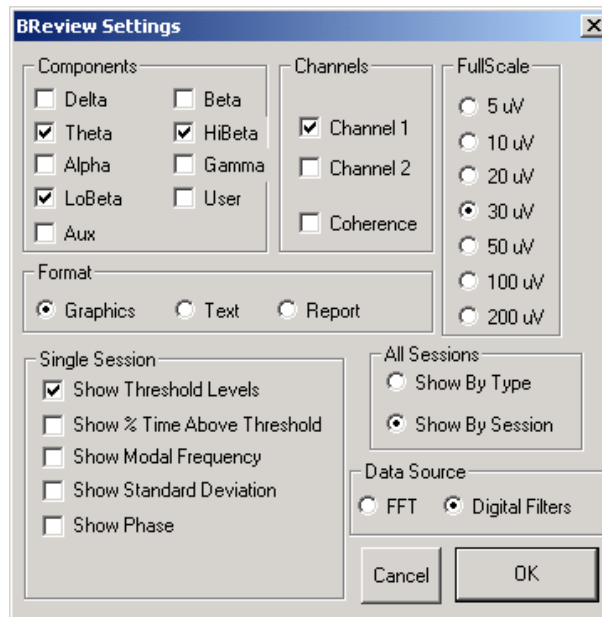 BReview Settings
Components
Delta
Beta
Theta
HiBeta
Alpha
Gamma
LoBeta
User
Aux
Channels
Channel 1
Channel 2
Coherence
FullScale
5 uV
10 uV
20 uV
30 uV
50 uV
100 uV
200 uV
Format
Graphics
Text
Report
Single Session
Show Threshold Levels
Show % Time Above Threshold
Show Modal Frequency
Show Standard Deviation
Show Phase
All Sessions
Show By Type
Show By Session
Data Source
FFT
Digital Filters
Cancel
OK